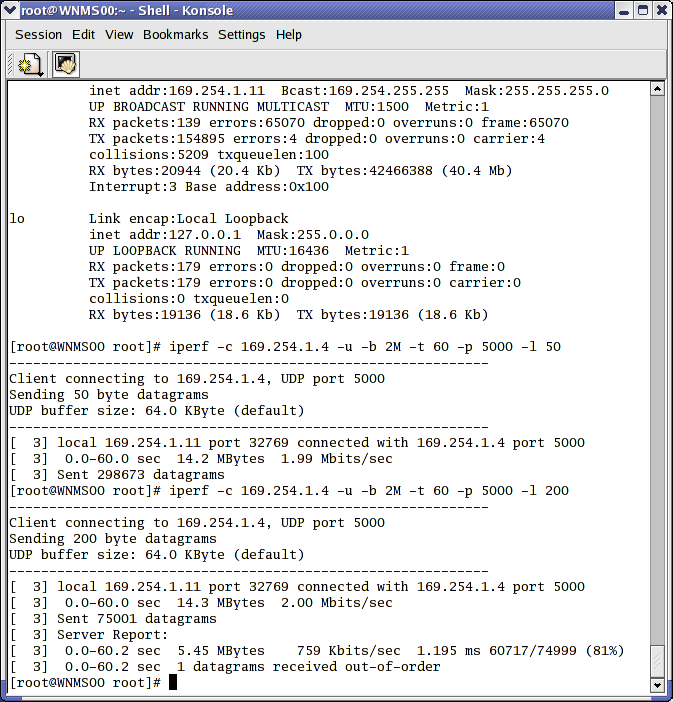 root@WNMS00:~ - Shell - Konsole
Session Edit View Bookmarks Settings Help
inet addr:169.254.1.11 Bcast:169.254.255.255 Mask:255.255.255.0
UP BROADCAST RUNNING MULTICAST MTU:1500 Metric:1
RX packets:139 errors:65070 dropped:0 overruns:0 frame:65070
TX packets:154895 errors:4 dropped:0 overruns:0 carrier:4
collisions:5209 txqueuelen:100
RX bytes:20944 (20.4 Kb) TX bytes:42466388 (40.4 Mb)
Interrupt:3 Base address:0x100
lo Link encap:Local Loopback
inet addr:127.0.0.1 Mask:255.0.0.0
UP LOOPBACK RUNNING MTU:16436 Metric:1
RX packets:179 errors:0 dropped:0 overruns:0 frame:0
TX packets:179 errors:0 dropped:0 overruns:0 carrier:0
collisions:0 txqueuelen:0
RX bytes:19136 (18.6 Kb) TX bytes:19136 (18.6 Kb)
[root@WNMS00 root]# iperf -c 169.254.1.4 -u -b 2M -t 60 -p 5000 -l 50
------------------------------------------------------------
Client connecting to 169.254.1.4, UDP port 5000
Sending 50 byte datagrams
UDP buffer size: 64.0 KByte (default)
------------------------------------------------------------
[ 3] local 169.254.1.11 port 32769 connected with 169.254.1.4 port 5000
[ 3] 0.0-60.0 sec 14.2 MBytes 1.99 Mbits/sec
[ 3] Sent 298673 datagrams
[root@WNMS00 root]# iperf -c 169.254.1.4 -u -b 2M -t 60 -p 5000 -l 200
------------------------------------------------------------
Client connecting to 169.254.1.4, UDP port 5000
Sending 200 byte datagrams
UDP buffer size: 64.0 KByte (default)
------------------------------------------------------------
[ 3] local 169.254.1.11 port 32769 connected with 169.254.1.4 port 5000
[ 3] 0.0-60.0 sec 14.3 MBytes 2.00 Mbits/sec
[ 3] Sent 75001 datagrams
[ 3] Server Report:
[ 3] 0.0-60.2 sec 5.45 MBytes 759 Kbits/sec 1.195 ms 60717/74999 (81%)
[ 3] 0.0-60.2 sec 1 datagrams received out-of-order
[root@WNMS00 root]#